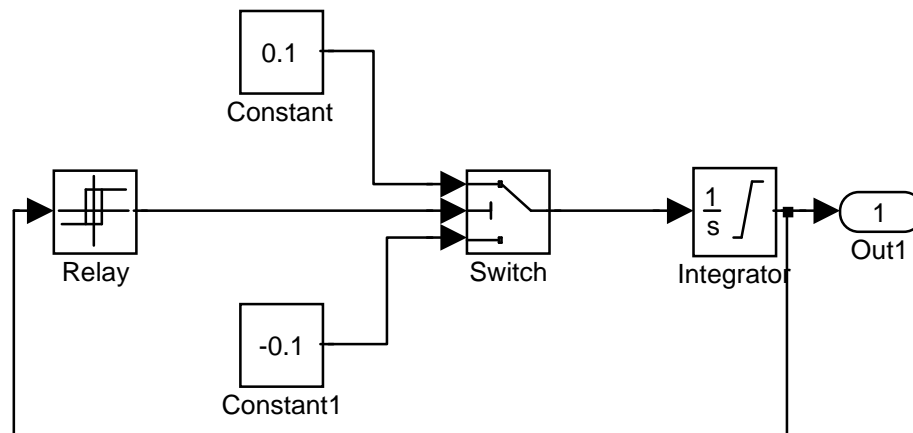 0.1
Constant
Relay
Switch
1
s
Integrator
1
Out1
-0.1
Constant1